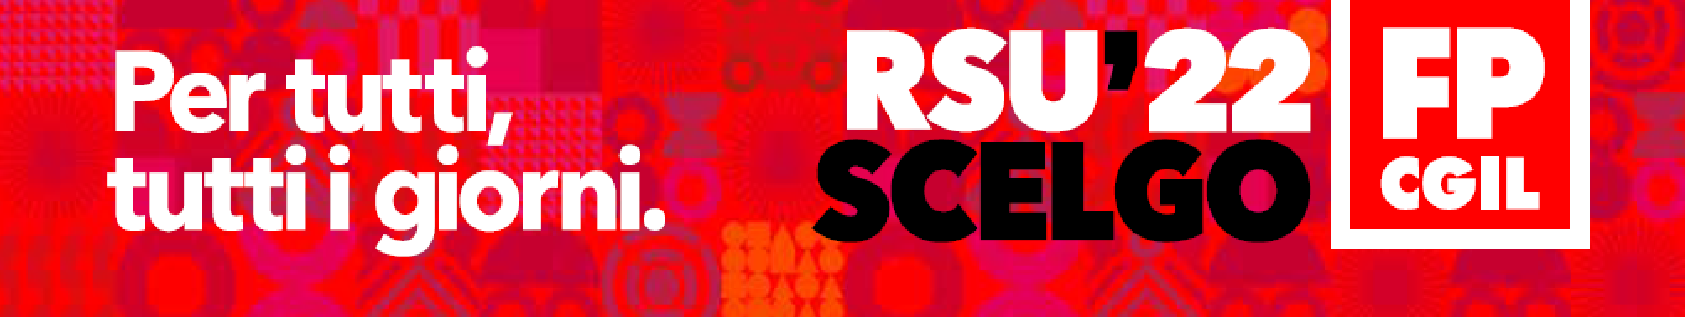 Per tutti,
tutti i giorni.
RSU'22
SCELGO
FP
CGIL